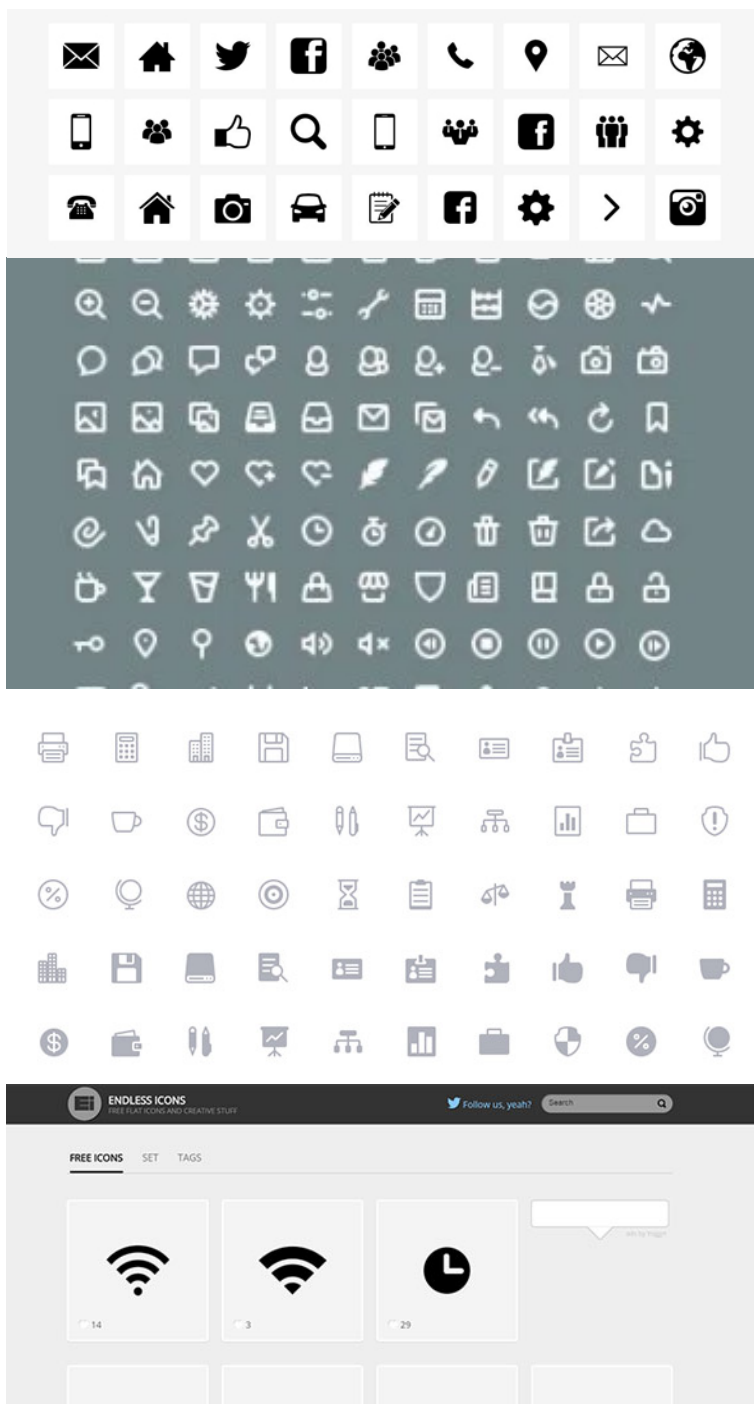 ENDLESS ICONS
FREE FLAT ICONS AND CREATIVE STUFF
Follow us, yeah?
Search
FREE ICONS SET TAGS
14
3
29